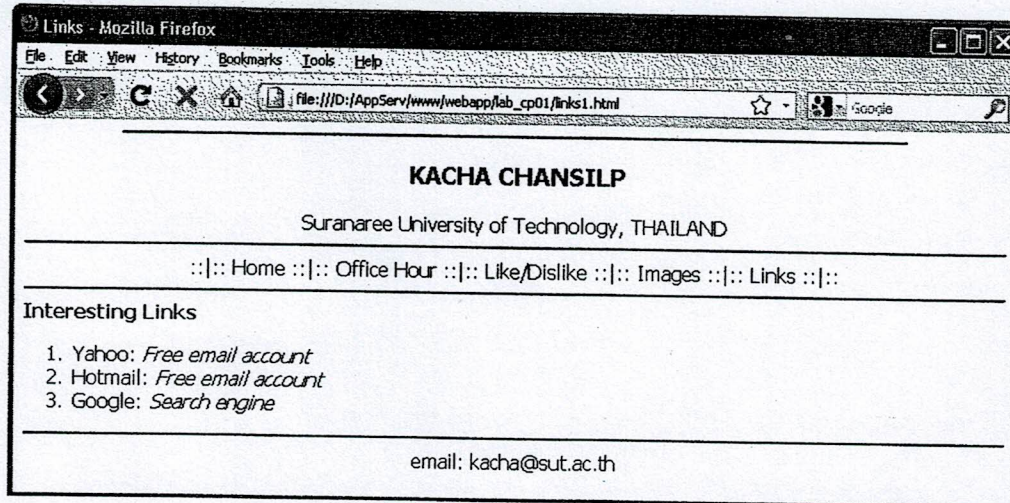 Links - Mozilla Firefox
File Edit View History Bookmarks Tools Help
file:///D:/AppServ/www/webapp/lab_cp01/links1.html Google
KACHA CHANSILP
Suranaree University of Technology, THAILAND
::|:: Home ::|:: Office Hour ::|:: Like/Dislike ::|:: Images ::|:: Links ::|::
Interesting Links
1. Yahoo: Free email account
2. Hotmail: Free email account
3. Google: Search engine
email: kacha@sut.ac.th